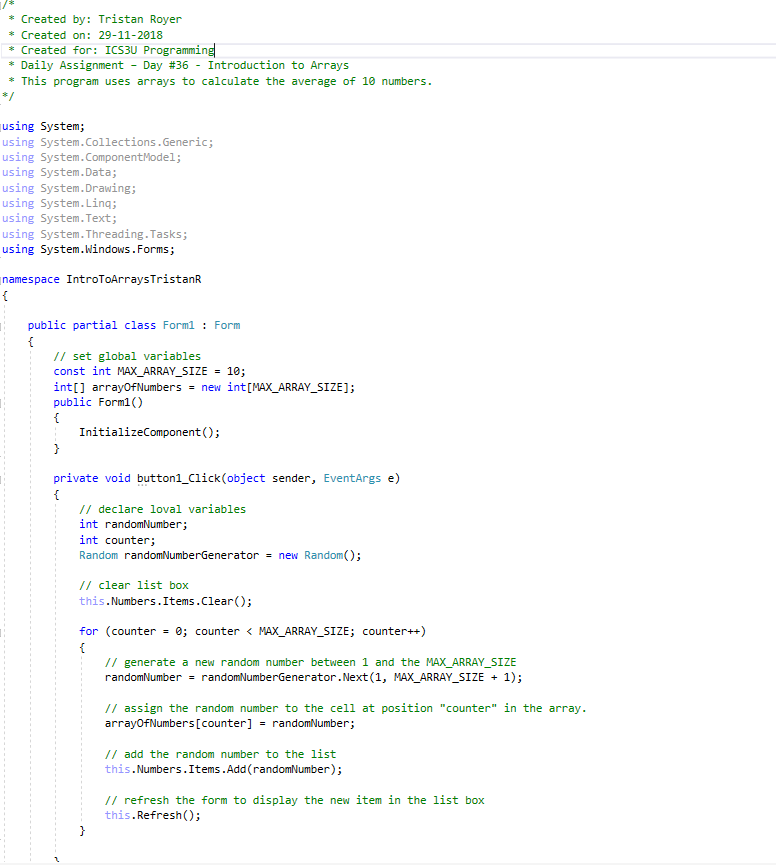 /*
 * Created by: Tristan Royer
 * Created on: 29-11-2018
 * Created for: ICS3U Programming
 * Daily Assignment – Day #36 - Introduction to Arrays
 * This program uses arrays to calculate the average of 10 numbers.
*/
using System;
using System.Collections.Generic;
using System.ComponentModel;
using System.Data;
using System.Drawing;
using System.Linq;
using System.Text;
using System.Threading.Tasks;
using System.Windows.Forms;
namespace IntroToArraysTristanR
{
    public partial class Form1 : Form
    {
        // set global variables
        const int MAX_ARRAY_SIZE = 10;
        int[] arrayOfNumbers = new int[MAX_ARRAY_SIZE];
        public Form1()
        {
            InitializeComponent();
        }
        private void button1_Click(object sender, EventArgs e)
        {
            // declare loval variables
            int randomNumber;
            int counter;
            Random randomNumberGenerator = new Random();
            // clear list box
            this.Numbers.Items.Clear();
            for (counter = 0; counter < MAX_ARRAY_SIZE; counter++)
            {
                // generate a new random number between 1 and the MAX_ARRAY_SIZE
                randomNumber = randomNumberGenerator.Next(1, MAX_ARRAY_SIZE + 1);
                // assign the random number to the cell at position "counter" in the array.
                arrayOfNumbers[counter] = randomNumber;
                // add the random number to the list
                this.Numbers.Items.Add(randomNumber);
                // refresh the form to display the new item in the list box
                this.Refresh();
            }
        }